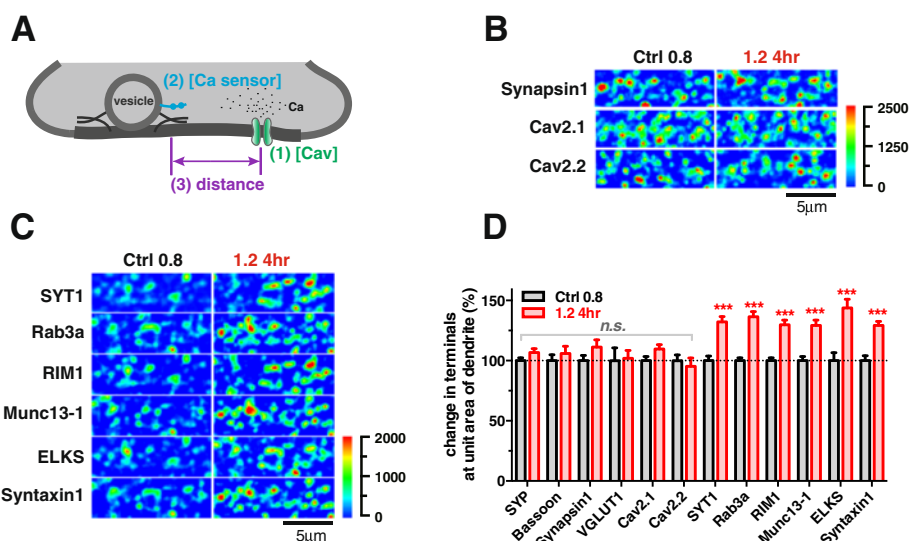 A
(2) [Ca sensor]
vesicle
Ca
(1) [Cav]
(3) distance
B
Ctrl 0.8 1.2 4hr
Synapsin1
Cav2.1
Cav2.2
2500
1250
0
5μm
C
Ctrl 0.8 1.2 4hr
SYT1
Rab3a
RIM1
Munc13-1
ELKS
Syntaxin1
2000
1000
0
5μm
D
change in terminals
at unit area of dendrite (%)
150
100
50
0
Ctrl 0.8
1.2 4hr
n.s.
*** *** *** *** *** ***
SYP
Bassoon
Synapsin1
VGLUT1
Cav2.1
Cav2.2
SYT1
Rab3a
RIM1
Munc13-1
ELKS
Syntaxin1